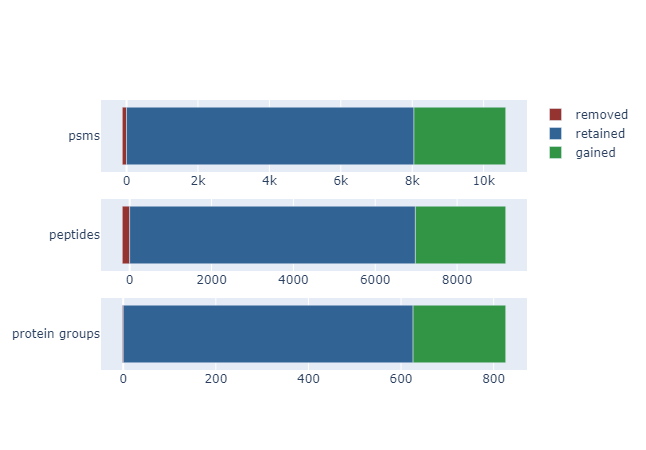 removed
retained
gained
psms
0 2k 4k 6k 8k 10k
peptides
0 2000 4000 6000 8000
protein groups
0 200 400 600 800